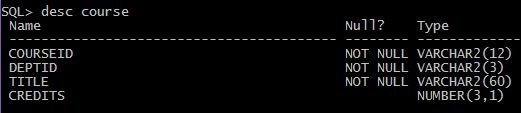 SQL> desc course
Name Null? Type
----------------------------------------- -------- ----------------------------
COURSEID NOT NULL VARCHAR2(12)
DEPTID NOT NULL VARCHAR2(3)
TITLE NOT NULL VARCHAR2(60)
CREDITS NUMBER(3,1)